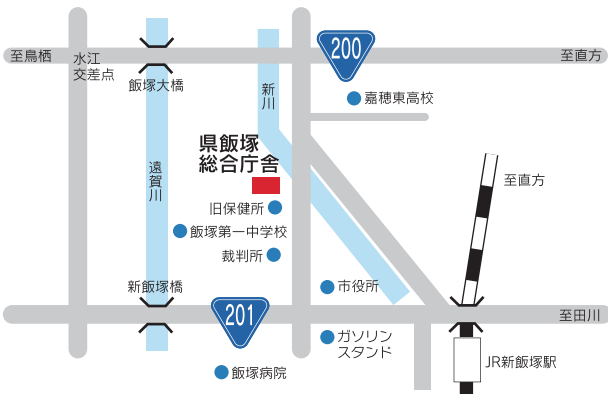 至鳥栖
水江
交差点
飯塚大橋
200
至直方
新川
嘉穂東高校
県飯塚
総合庁舎
遠賀川
至直方
旧保健所
飯塚第一中学校
裁判所
新飯塚橋
市役所
201
至田川
ガソリン
スタンド
JR新飯塚駅
飯塚病院